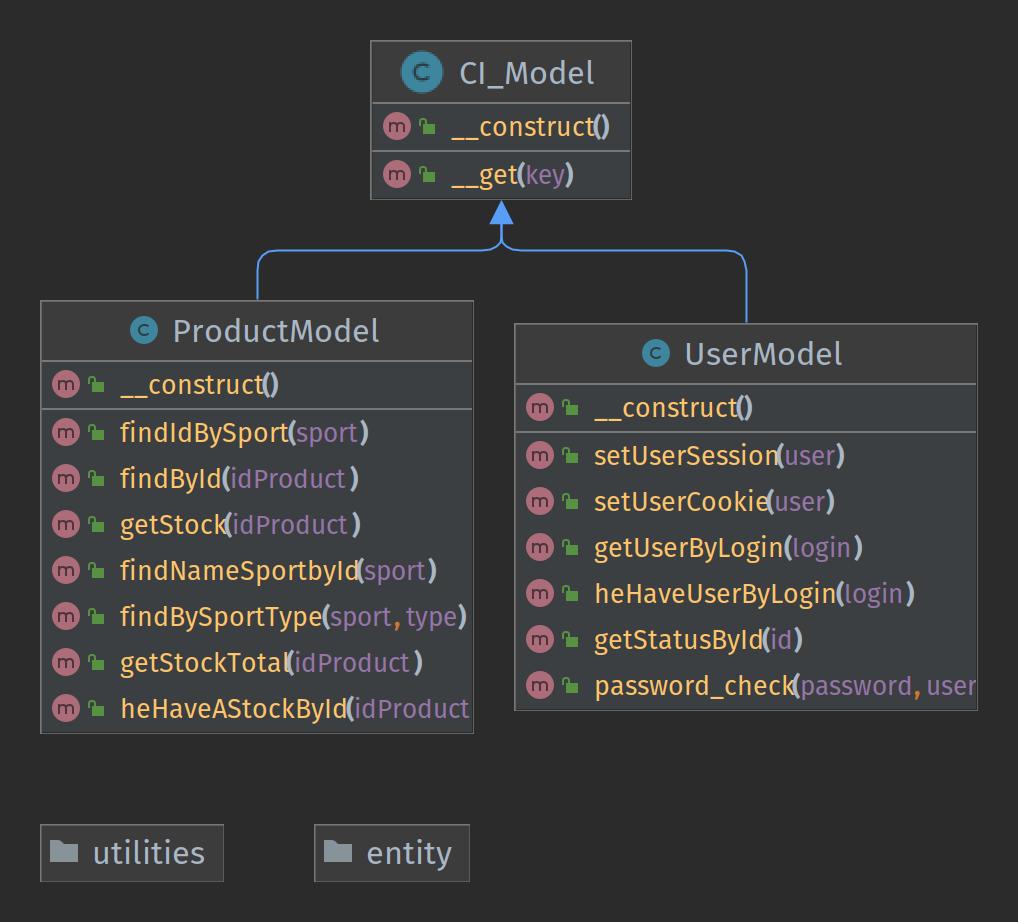 CI_Model
__construct()
__get(key)
ProductModel
__construct()
findIdBySport(sport)
findById(idProduct)
getStock(idProduct)
findNameSportbyId(sport)
findBySportType(sport, type)
getStockTotal(idProduct)
heHaveAStockById(idProduct
UserModel
__construct()
setUserSession(user)
setUserCookie(user)
getUserByLogin(login)
heHaveUserByLogin(login)
getStatusById(id)
password_check(password, user
utilities
entity